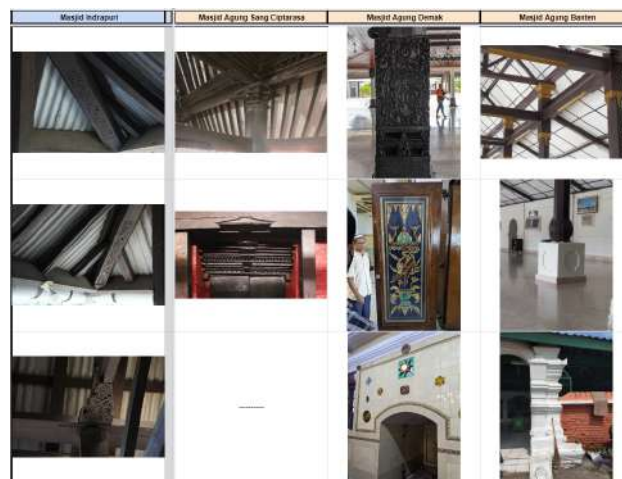 Masjid Indrapuri
Masjid Agung Sang Ciptarasa
Masjid Agung Demak
Masjid Agung Banten